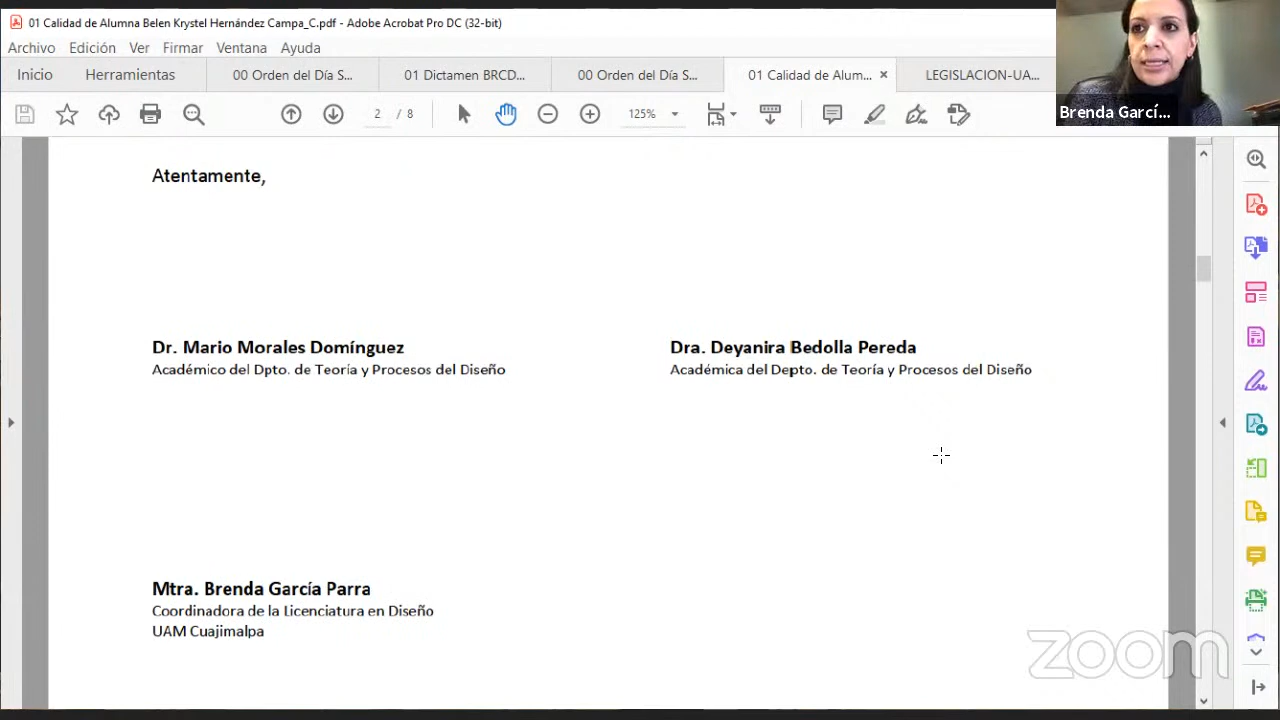 01 Calidad de Alumna Belen Krystel Hernández Campa_C.pdf - Adobe Acrobat Pro DC (32-bit)
Archivo Edición Ver Firmar Ventana Ayuda
Inicio Herramientas 00 Orden del Día S... 01 Dictamen BRCD... 00 Orden del Día S... 01 Calidad de Alum... × LEGISLACION-UA...
2 / 8 125%
Brenda Garcí...
Atentamente,
Dr. Mario Morales Domínguez
Académico del Dpto. de Teoría y Procesos del Diseño
Dra. Deyanira Bedolla Pereda
Académica del Depto. de Teoría y Procesos del Diseño
Mtra. Brenda García Parra
Coordinadora de la Licenciatura en Diseño
UAM Cuajimalpa
zoom